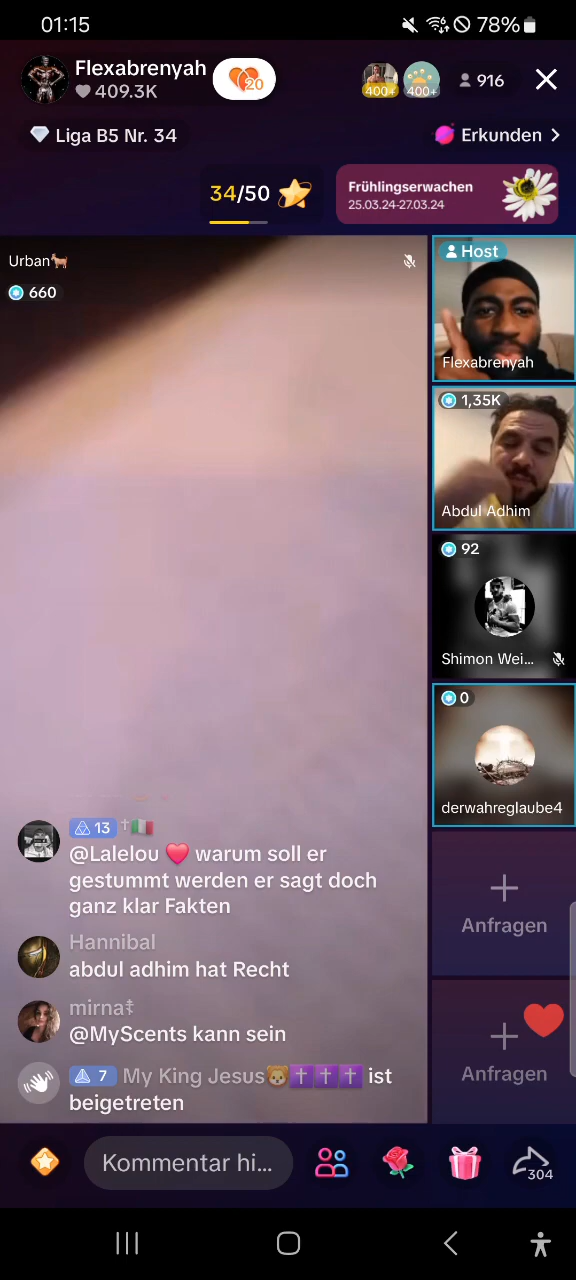 01:15
78%
Flexabrenyah
409.3K
20
400+
400+
916
Liga B5 Nr. 34
Erkunden
34/50
Frühlingserwachen
25.03.24-27.03.24
Urban🐐
660
Host
Flexabrenyah
1,35K
Abdul Adhim
92
Shimon Wei...
0
derwahreglaube4
Anfragen
Anfragen
13 †🇮🇹
@Lalelou ❤️ warum soll er
gestummt werden er sagt doch
ganz klar Fakten
Hannibal
abdul adhim hat Recht
mirna‡
@MyScents kann sein
7 My King Jesus🐹✝️✝️✝️ ist
beigetreten
Kommentar hi...
304